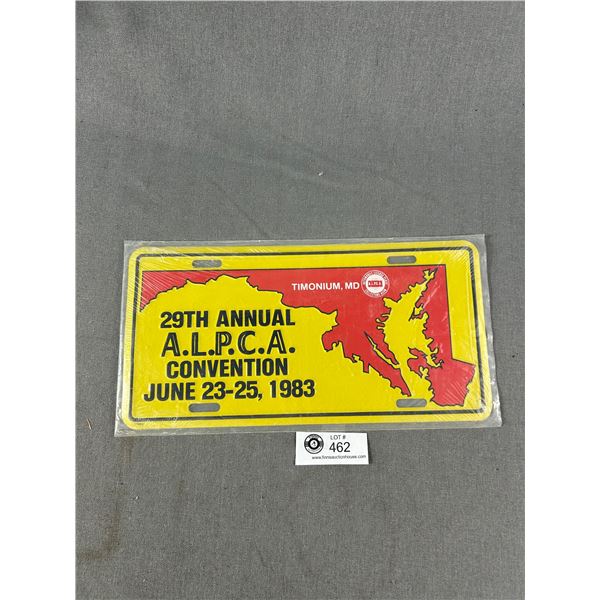 TIMONIUM, MD
A.L.P.C.A.
29TH ANNUAL
A.L.P.C.A.
CONVENTION
JUNE 23-25, 1983
LOT #
462